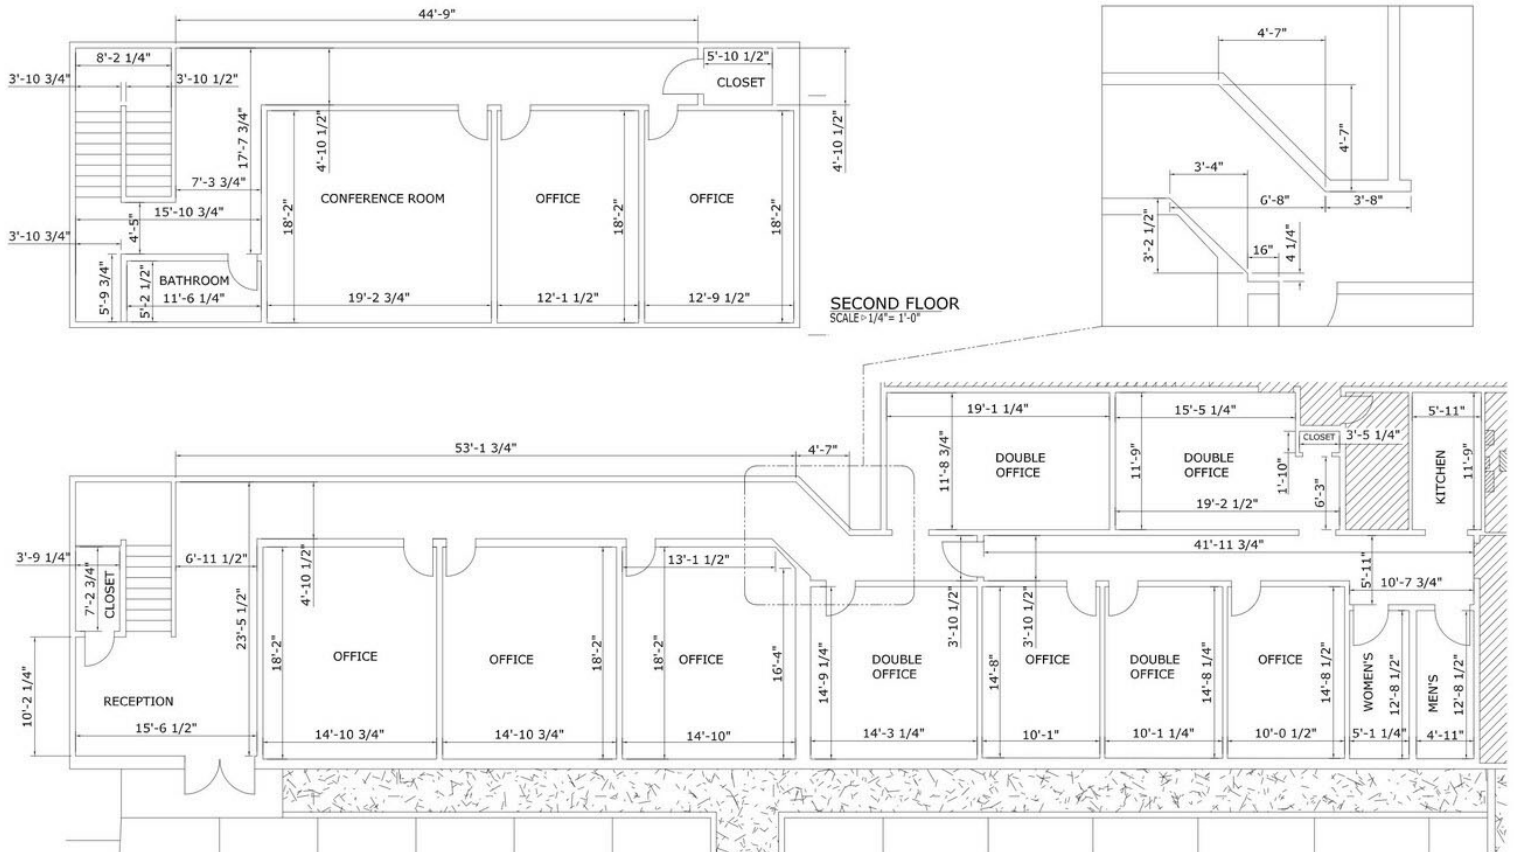 44'-9"
8'-2 1/4"
5'-10 1/2"
3'-10 3/4"
3'-10 1/2"
CLOSET
17'-7 3/4"
4'-10 1/2"
4'-10 1/2"
7'-3 3/4"
CONFERENCE ROOM
OFFICE
OFFICE
15'-10 3/4"
18'-2"
18'-2"
18'-2"
3'-10 3/4"
4'-5"
BATHROOM
5'-9 3/4"
5'-2 1/2"
11'-6 1/4"
19'-2 3/4"
12'-1 1/2"
12'-9 1/2"
SECOND FLOOR
SCALE 1/4"= 1'-0"
4'-7"
4'-7"
3'-4"
6'-8"
3'-8"
3'-2 1/2"
16"
4 1/4"
19'-1 1/4"
15'-5 1/4"
5'-11"
CLOSET
3'-5 1/4"
53'-1 3/4"
4'-7"
11'-8 3/4"
DOUBLE
OFFICE
11'-9"
DOUBLE
OFFICE
1'-10"
6'-3"
KITCHEN
11'-9"
19'-2 1/2"
41'-11 3/4"
3'-9 1/4"
6'-11 1/2"
13'-1 1/2"
7'-2 3/4"
CLOSET
4'-10 1/2"
5'-11"
10'-7 3/4"
23'-5 1/2"
3'-10 1/2"
3'-10 1/2"
18'-2"
OFFICE
OFFICE
18'-2"
18'-2"
OFFICE
16'-4"
14'-9 1/4"
DOUBLE
OFFICE
14'-8"
OFFICE
DOUBLE
OFFICE
14'-8 1/4"
OFFICE
14'-8 1/2"
WOMEN'S
12'-8 1/2"
MEN'S
12'-8 1/2"
10'-2 1/4"
RECEPTION
15'-6 1/2"
14'-10 3/4"
14'-10 3/4"
14'-10"
14'-3 1/4"
10'-1"
10'-1 1/4"
10'-0 1/2"
5'-1 1/4"
4'-11"